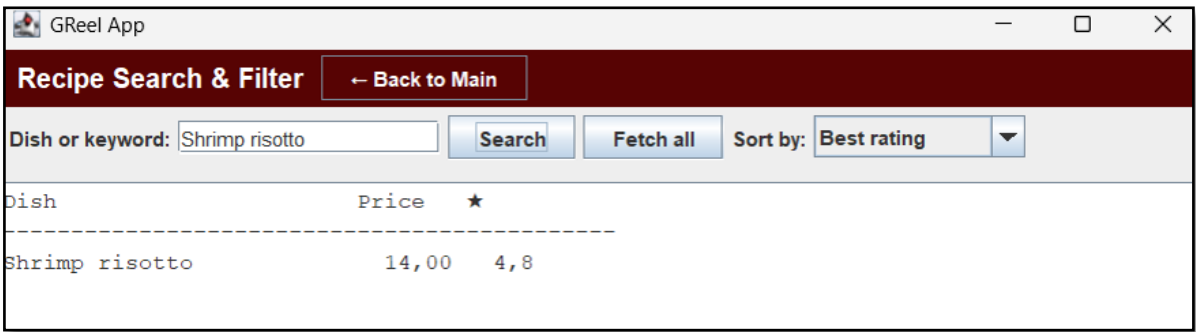 GReel App
Recipe Search & Filter ← Back to Main
Dish or keyword: Shrimp risotto Search Fetch all Sort by: Best rating
Dish Price ★
----------------------------------------------
Shrimp risotto 14,00 4,8